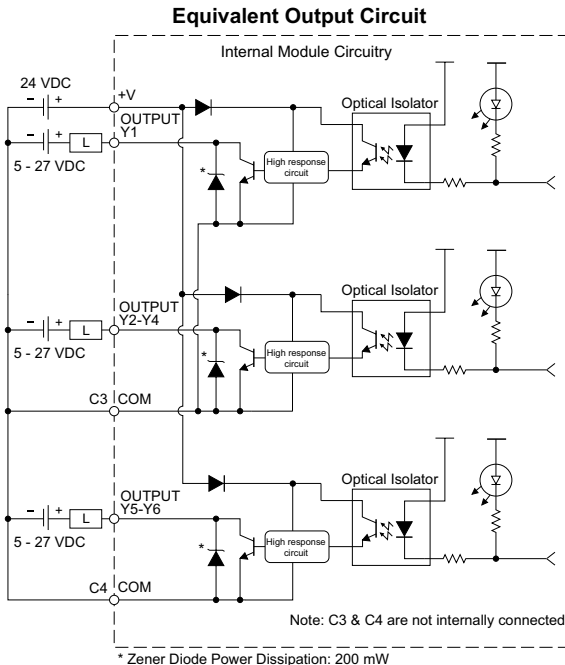 Equivalent Output Circuit
Internal Module Circuitry
24 VDC
– +
+V
OUTPUT
Y1
– +
L
5 - 27 VDC
*
High response
circuit
Optical Isolator
OUTPUT
Y2-Y4
– +
L
5 - 27 VDC
*
High response
circuit
Optical Isolator
C3 COM
OUTPUT
Y5-Y6
– +
L
5 - 27 VDC
*
High response
circuit
Optical Isolator
C4 COM
Note: C3 & C4 are not internally connected
* Zener Diode Power Dissipation: 200 mW